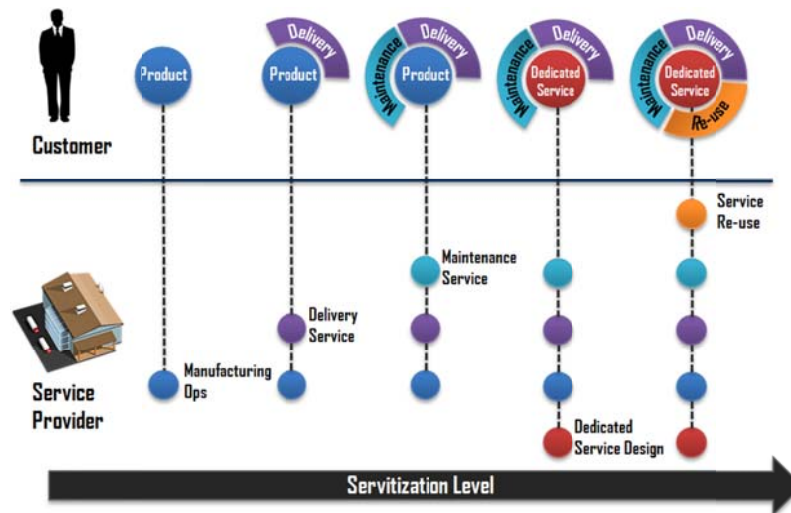 Delivery
Delivery
Delivery
Delivery
Product
Product
Maintenance
Product
Maintenance
Dedicated
Service
Maintenance
Dedicated
Service
Re-use
Customer
Service
Re-use
Maintenance
Service
Delivery
Service
Manufacturing
Ops
Service
Provider
Dedicated
Service Design
Servitization Level